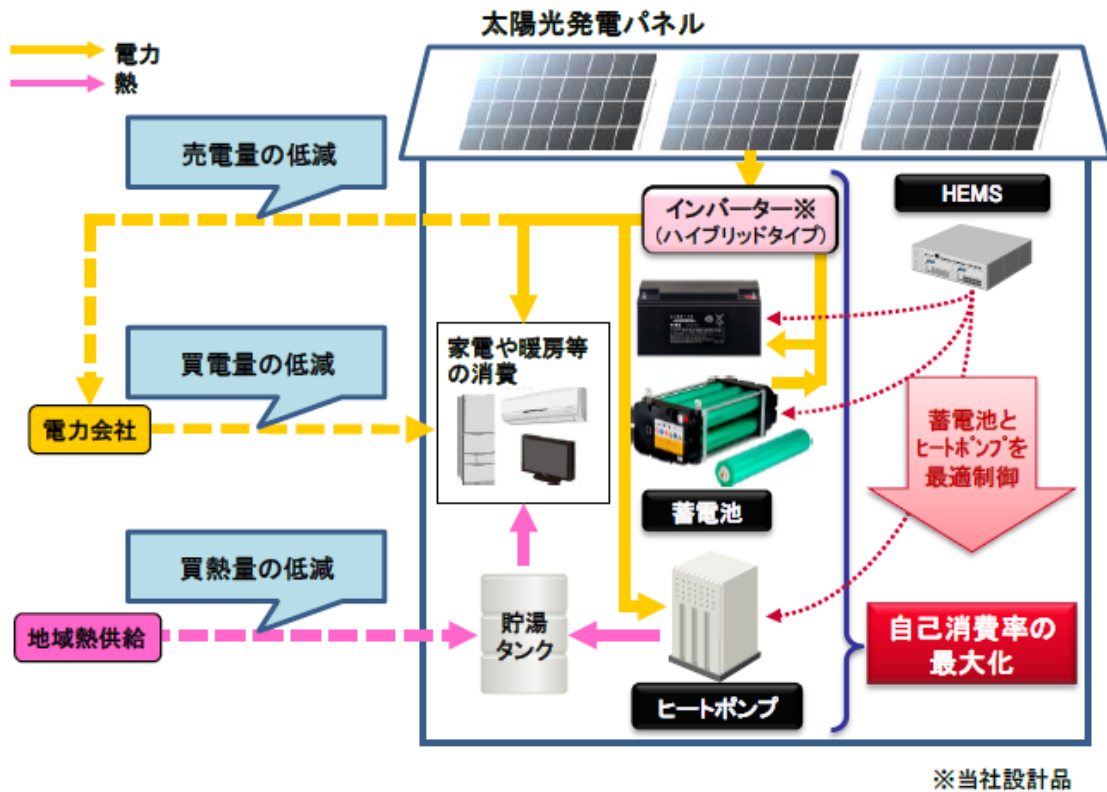 太陽光発電パネル
電力
熱
売電量の低減
インバーター※
（ハイブリッドタイプ）
HEMS
家電や暖房等
の消費
買電量の低減
電力会社
蓄電池と
ﾋｰﾄﾎﾟﾝﾌﾟを
最適制御
蓄電池
買熱量の低減
地域熱供給
貯湯
タンク
自己消費率の
最大化
ヒートポンプ
※当社設計品